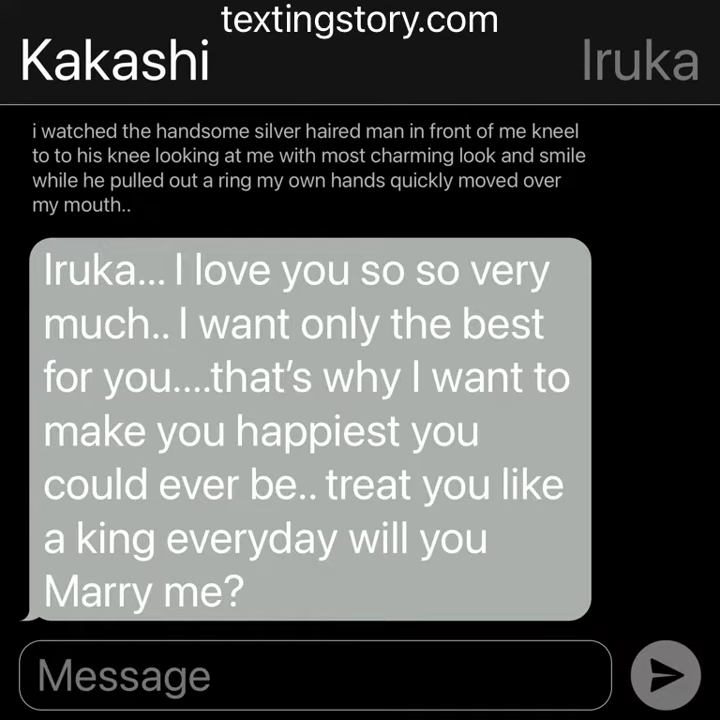 textingstory.com
Kakashi
Iruka
i watched the handsome silver haired man in front of me kneel
to to his knee looking at me with most charming look and smile
while he pulled out a ring my own hands quickly moved over
my mouth..
Iruka... I love you so so very
much.. I want only the best
for you....that’s why I want to
make you happiest you
could ever be.. treat you like
a king everyday will you
Marry me?
Message